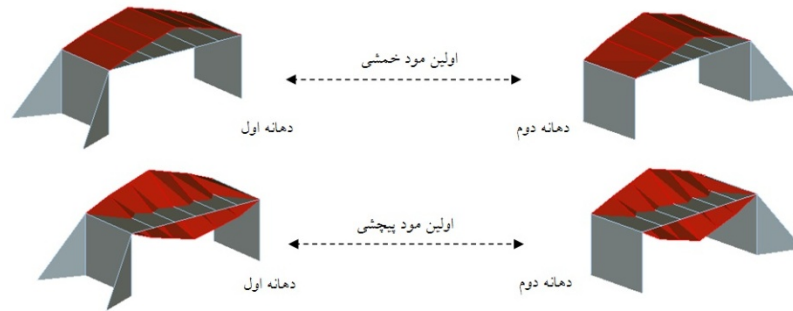 اولین مود خمشی
دهانه دوم
دهانه اول
اولین مود پیچشی
دهانه دوم
دهانه اول